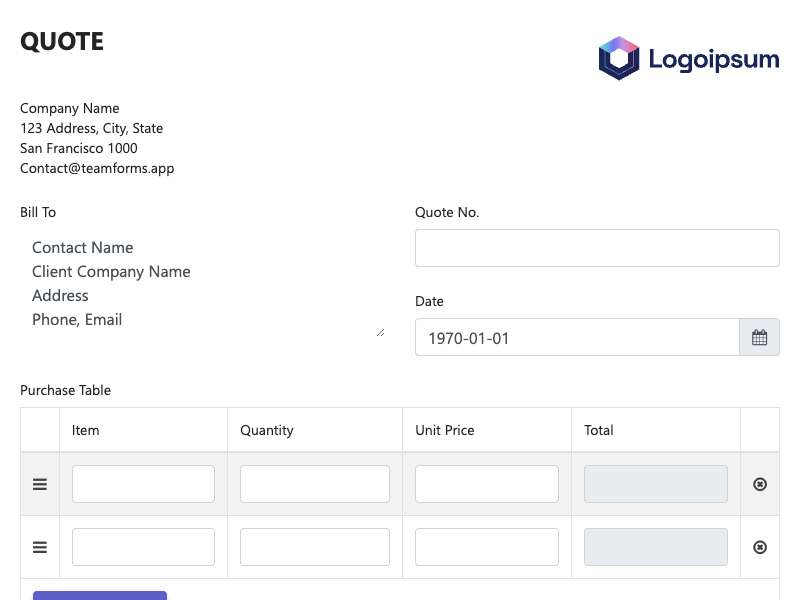 QUOTE
Logoipsum
Company Name
123 Address, City, State
San Francisco 1000
Contact@teamforms.app
Bill To
Contact Name
Client Company Name
Address
Phone, Email
Quote No.
Date
1970-01-01
Purchase Table
Item Quantity Unit Price Total